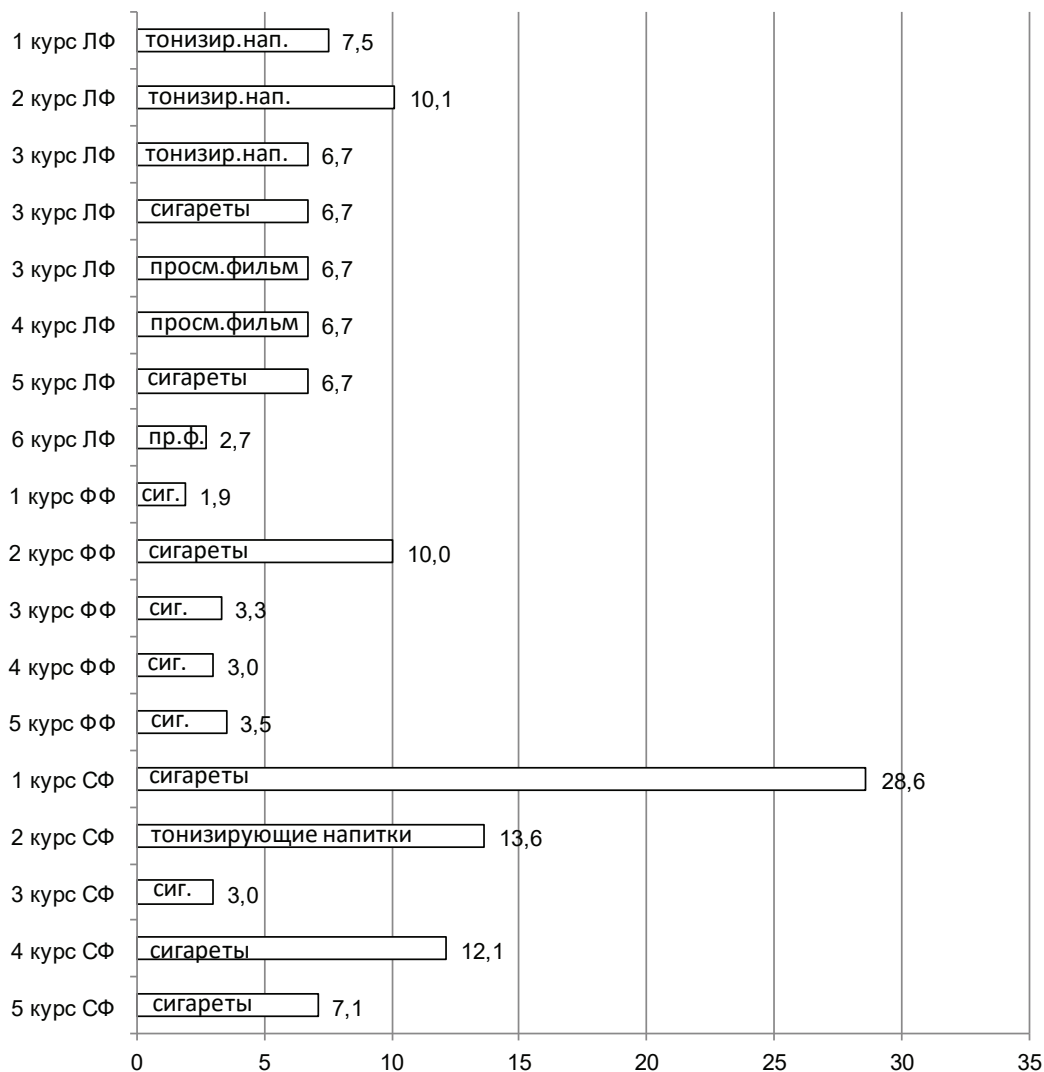 1 курс ЛФ тонизир.нап. 7,5
2 курс ЛФ тонизир.нап. 10,1
3 курс ЛФ тонизир.нап. 6,7
3 курс ЛФ сигареты 6,7
3 курс ЛФ просм.фильм 6,7
4 курс ЛФ просм.фильм 6,7
5 курс ЛФ сигареты 6,7
6 курс ЛФ пр.ф. 2,7
1 курс ФФ сиг. 1,9
2 курс ФФ сигареты 10,0
3 курс ФФ сиг. 3,3
4 курс ФФ сиг. 3,0
5 курс ФФ сиг. 3,5
1 курс СФ сигареты 28,6
2 курс СФ тонизирующие напитки 13,6
3 курс СФ сиг. 3,0
4 курс СФ сигареты 12,1
5 курс СФ сигареты 7,1
0 5 10 15 20 25 30 35